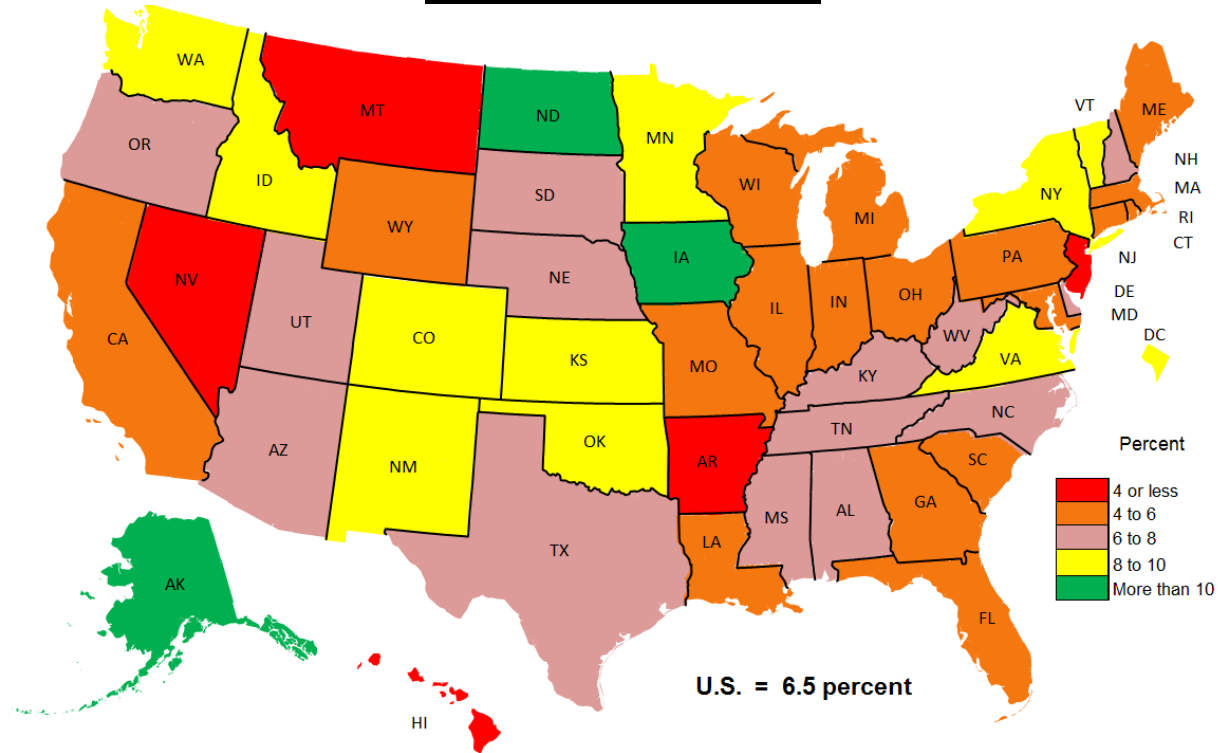 WA
MT
ND
MN
VT
ME
OR
ID
SD
WI
MI
NY
NH
MA
WY
RI
CT
NV
NE
IA
PA
NJ
UT
CO
IL
IN
OH
DE
MD
DC
CA
KS
MO
WV
VA
KY
AZ
NM
OK
AR
TN
NC
SC
Percent
MS
AL
GA
4 or less
4 to 6
6 to 8
8 to 10
More than 10
TX
LA
AK
FL
HI
U.S. = 6.5 percent